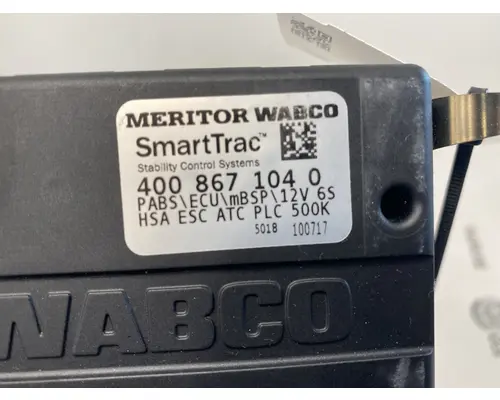 MERITOR WABCO
SmartTrac™
Stability Control Systems
400 867 104 0
PABS\ECU\mBSP\12V 6S
HSA ESC ATC PLC 500K
5018 100717
WABCO